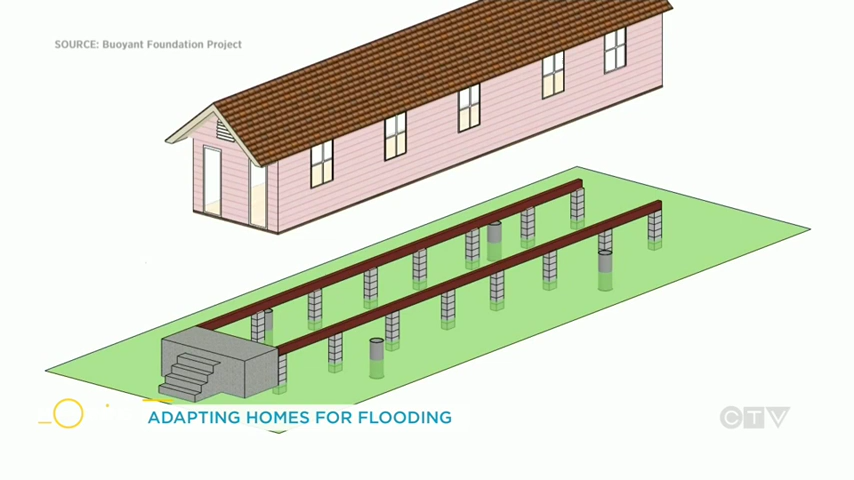 SOURCE: Buoyant Foundation Project
ADAPTING HOMES FOR FLOODING
CTV